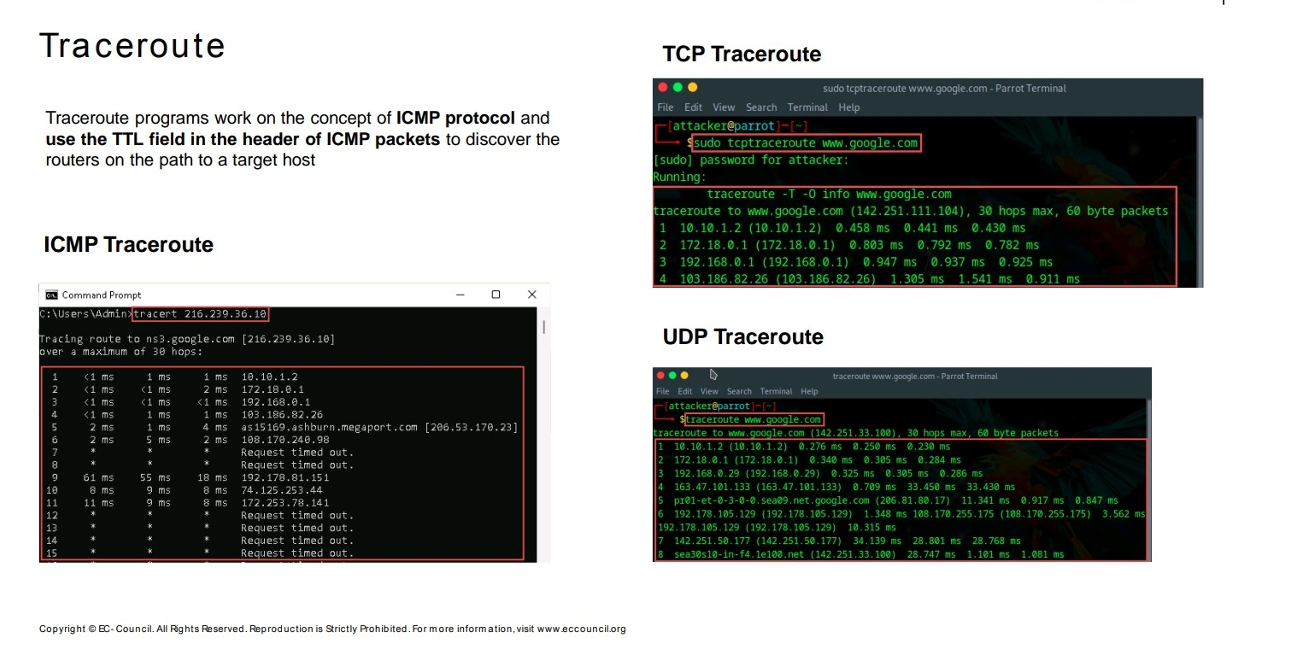 Traceroute
Traceroute programs work on the concept of ICMP protocol and
use the TTL field in the header of ICMP packets to discover the
routers on the path to a target host
ICMP Traceroute
Command Prompt
C:\Users\Admin>tracert 216.239.36.10
Tracing route to ns3.google.com [216.239.36.10]
over a maximum of 30 hops:
1 <1 ms 1 ms 1 ms 10.10.1.2
2 <1 ms <1 ms 2 ms 172.18.0.1
3 <1 ms <1 ms <1 ms 192.168.0.1
4 <1 ms 1 ms 1 ms 103.186.82.26
5 2 ms 1 ms 4 ms as15169.ashburn.megaport.com [206.53.170.23]
6 2 ms 5 ms 2 ms 108.170.240.98
7 * * * Request timed out.
8 * * * Request timed out.
9 61 ms 55 ms 18 ms 192.178.81.151
10 8 ms 9 ms 8 ms 74.125.253.44
11 11 ms 9 ms 8 ms 172.253.78.141
12 * * * Request timed out.
13 * * * Request timed out.
14 * * * Request timed out.
15 * * * Request timed out.
TCP Traceroute
sudo tcptraceroute www.google.com - Parrot Terminal
File Edit View Search Terminal Help
[attacker@parrot]-[~]
$sudo tcptraceroute www.google.com
[sudo] password for attacker:
Running:
traceroute -T -O info www.google.com
traceroute to www.google.com (142.251.111.104), 30 hops max, 60 byte packets
1 10.10.1.2 (10.10.1.2) 0.458 ms 0.441 ms 0.430 ms
2 172.18.0.1 (172.18.0.1) 0.803 ms 0.792 ms 0.782 ms
3 192.168.0.1 (192.168.0.1) 0.947 ms 0.937 ms 0.925 ms
4 103.186.82.26 (103.186.82.26) 1.305 ms 1.541 ms 0.911 ms
UDP Traceroute
traceroute www.google.com - Parrot Terminal
File Edit View Search Terminal Help
[attacker@parrot]-[~]
$traceroute www.google.com
traceroute to www.google.com (142.251.33.100), 30 hops max, 60 byte packets
1 10.10.1.2 (10.10.1.2) 0.276 ms 0.250 ms 0.230 ms
2 172.18.0.1 (172.18.0.1) 0.340 ms 0.305 ms 0.284 ms
3 192.168.0.29 (192.168.0.29) 0.325 ms 0.305 ms 0.286 ms
4 163.47.101.133 (163.47.101.133) 0.709 ms 33.450 ms 33.430 ms
5 pr01-et-0-3-0-0.sea09.net.google.com (206.81.80.17) 11.341 ms 0.917 ms 0.847 ms
6 192.178.105.129 (192.178.105.129) 1.348 ms 108.170.255.175 (108.170.255.175) 3.562 ms
192.178.105.129 (192.178.105.129) 10.315 ms
7 142.251.50.177 (142.251.50.177) 34.139 ms 28.801 ms 28.768 ms
8 sea30s10-in-f4.1e100.net (142.251.33.100) 28.747 ms 1.101 ms 1.081 ms
Copyright © EC-Council. All Rights Reserved. Reproduction is Strictly Prohibited. For more information, visit www.eccouncil.org